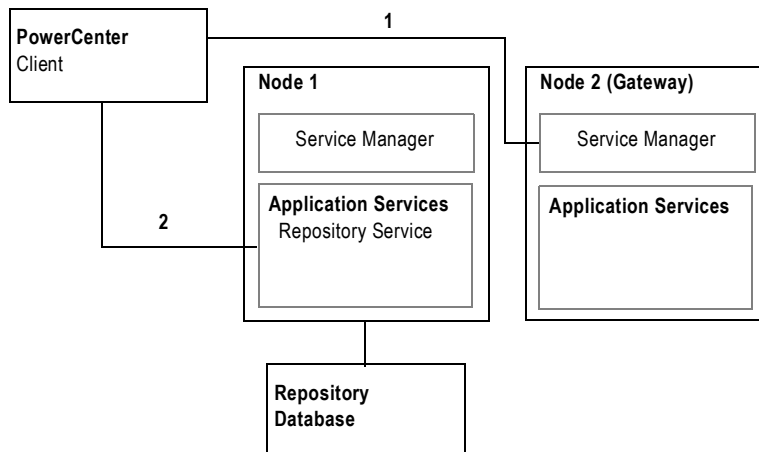 1
PowerCenter
Client
Node 1
Node 2 (Gateway)
Service Manager
Service Manager
Application Services
Repository Service
Application Services
2
Repository
Database